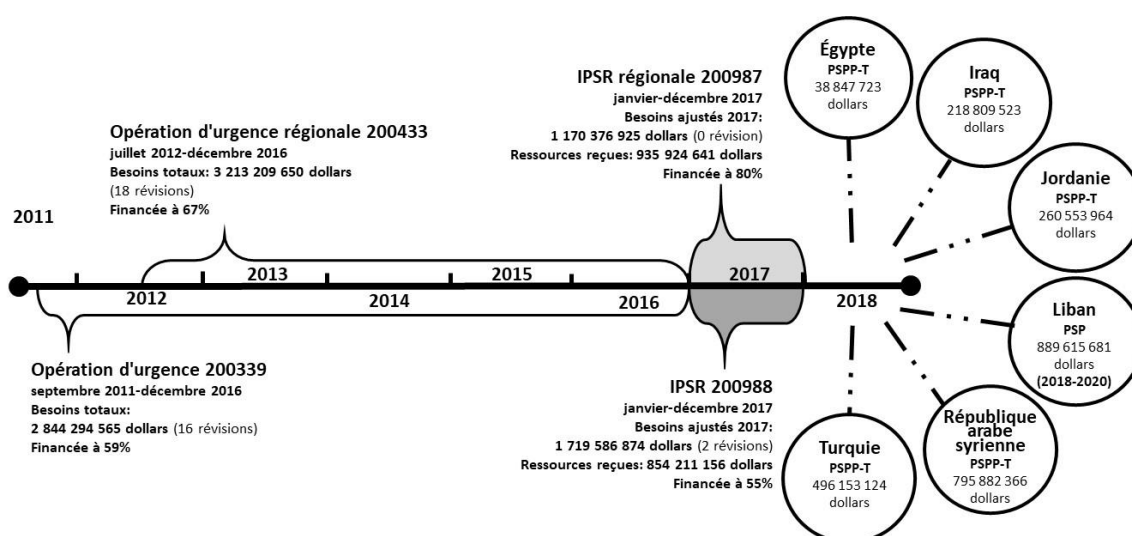 2011
Opération d'urgence régionale 200433
juillet 2012-décembre 2016
Besoins totaux: 3 213 209 650 dollars
(18 révisions)
Financée à 67%
IPSR régionale 200987
janvier-décembre 2017
Besoins ajustés 2017:
1 170 376 925 dollars (0 révision)
Ressources reçues: 935 924 641 dollars
Financée à 80%
2012
2013
2014
2015
2016
2017
2018
Opération d'urgence 200339
septembre 2011-décembre 2016
Besoins totaux:
2 844 294 565 dollars (16 révisions)
Financée à 59%
IPSR 200988
janvier-décembre 2017
Besoins ajustés 2017:
1 719 586 874 dollars (2 révisions)
Ressources reçues: 854 211 156 dollars
Financée à 55%
Égypte
PSPP-T
38 847 723
dollars
Iraq
PSPP-T
218 809 523
dollars
Jordanie
PSPP-T
260 553 964
dollars
Liban
PSP
889 615 681
dollars
(2018-2020)
République
arabe
syrienne
PSPP-T
795 882 366
dollars
Turquie
PSPP-T
496 153 124
dollars